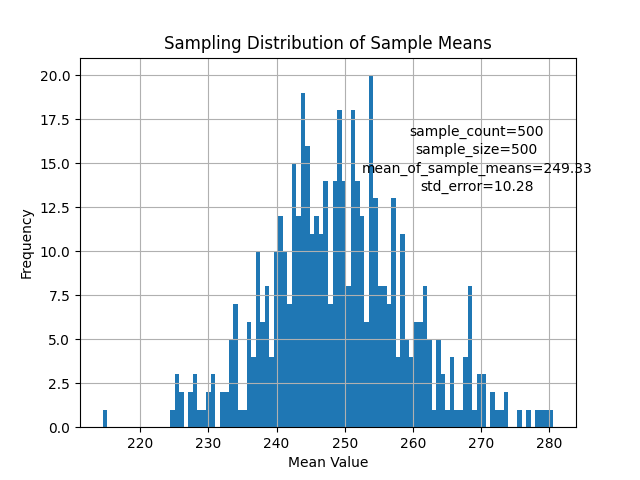 Sampling Distribution of Sample Means
20.0
17.5
15.0
12.5
10.0
7.5
5.0
2.5
0.0
Frequency
sample_count=500
sample_size=500
mean_of_sample_means=249.33
std_error=10.28
220 230 240 250 260 270 280
Mean Value